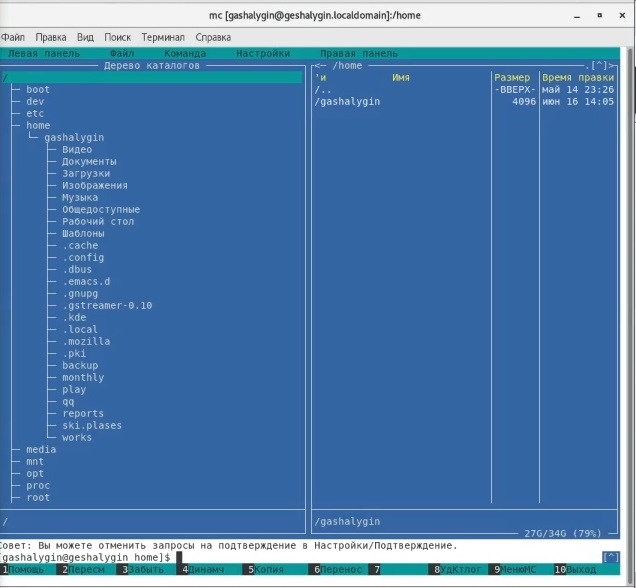 mc [gashalygin@geshalygin.localdomain]:/home
Файл Правка Вид Поиск Терминал Справка
Левая панель Файл Команда Настройки Правая панель
Дерево каталогов
/
boot
dev
etc
home
gashalygin
Видео
Документы
Загрузки
Изображения
Музыка
Общедоступные
Рабочий стол
Шаблоны
.cache
.config
.dbus
.emacs.d
.gnupg
.gstreamer-0.10
.kde
.local
.mozilla
.pki
backup
monthly
play
qq
reports
ski.plases
works
media
mnt
opt
proc
root
/
<- /home .[^]>
'и Имя Размер Время правки
/.. -ВВЕРХ- май 14 23:26
/gashalygin 4096 июн 16 14:05
/gashalygin
27G/34G (79%)
Совет: Вы можете отменить запросы на подтверждение в Настройки/Подтверждение.
[gashalygin@geshalygin home]$ [^]
1Помощь 2Пересм 3Забыть 4Динамч 5Копия 6Перенос 7 8УдКтлог 9МенюMC 10Выход